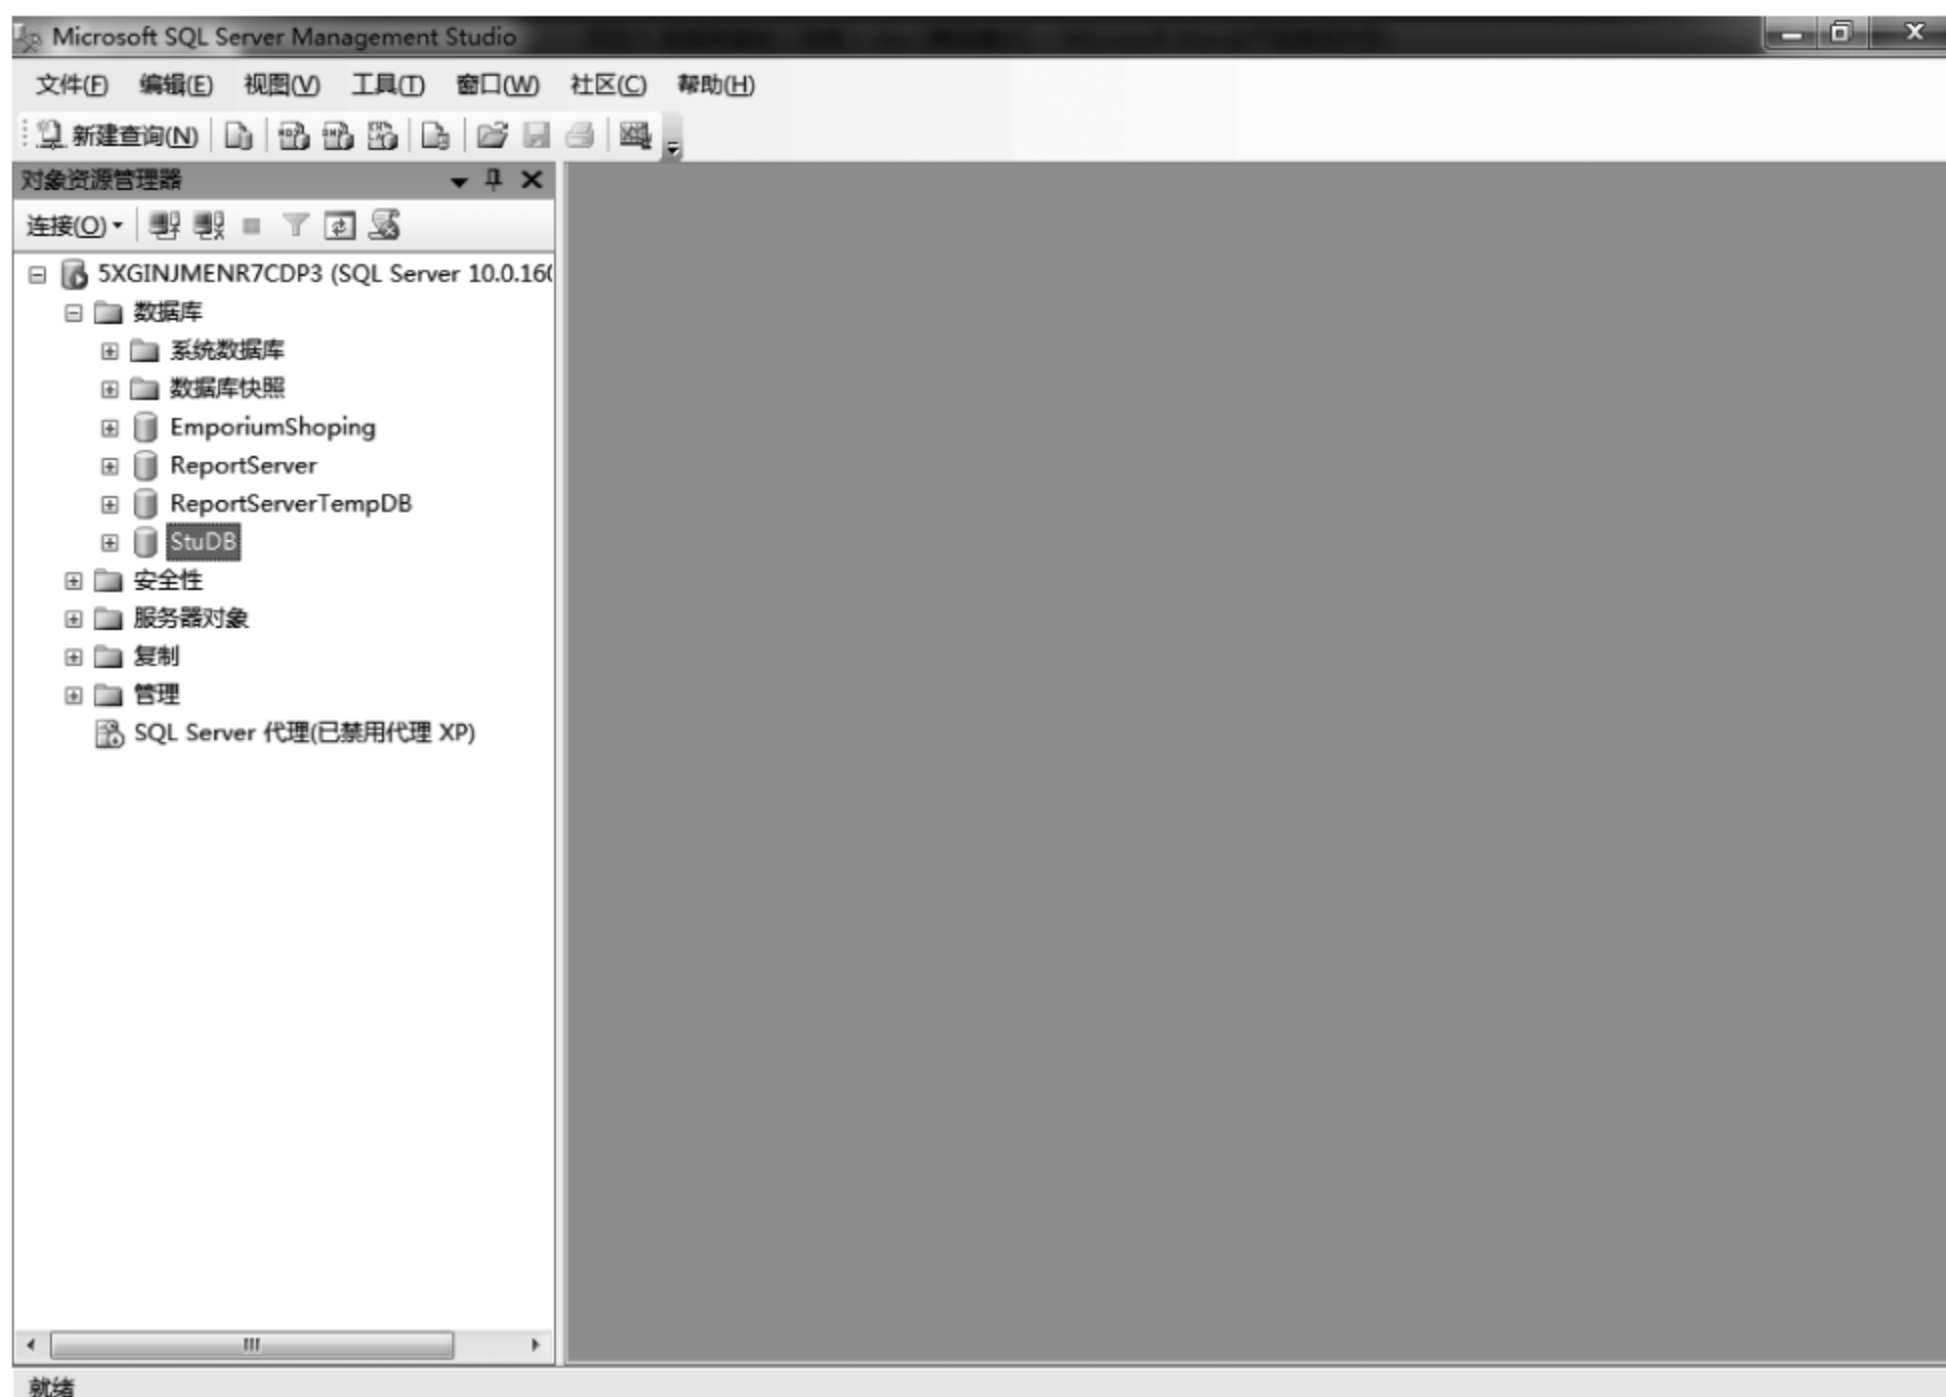 Microsoft SQL Server Management Studio
文件(F) 编辑(E) 视图(V) 工具(T) 窗口(W) 社区(C) 帮助(H)
新建查询(N)
对象资源管理器
连接(O)
5XGINJMENR7CDP3 (SQL Server 10.0.160
数据库
系统数据库
数据库快照
EmporiumShoping
ReportServer
ReportServerTempDB
StuDB
安全性
服务器对象
复制
管理
SQL Server 代理(已禁用代理 XP)
就绪